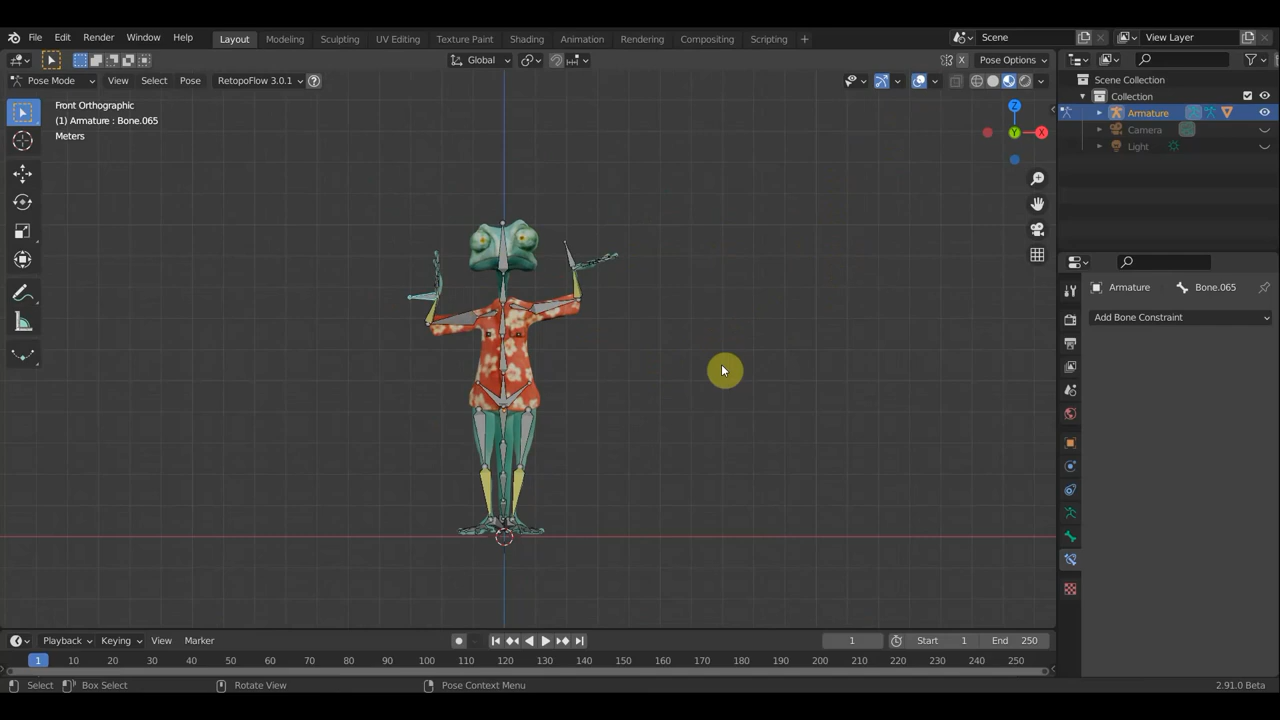 File Edit Render Window Help Layout Modeling Sculpting UV Editing Texture Paint Shading Animation Rendering Compositing Scripting + Scene View Layer
Global Pose Options
Pose Mode View Select Pose RetopoFlow 3.0.1 ?
Scene Collection
Collection
Armature
Camera
Light
Front Orthographic
(1) Armature : Bone.065
Meters
Z
Y
X
Armature Bone.065
Add Bone Constraint
Playback Keying View Marker 1 Start 1 End 250
1 10 20 30 40 50 60 70 80 90 100 110 120 130 140 150 160 170 180 190 200 210 220 230 240 250
Select Box Select Rotate View Pose Context Menu 2.91.0 Beta